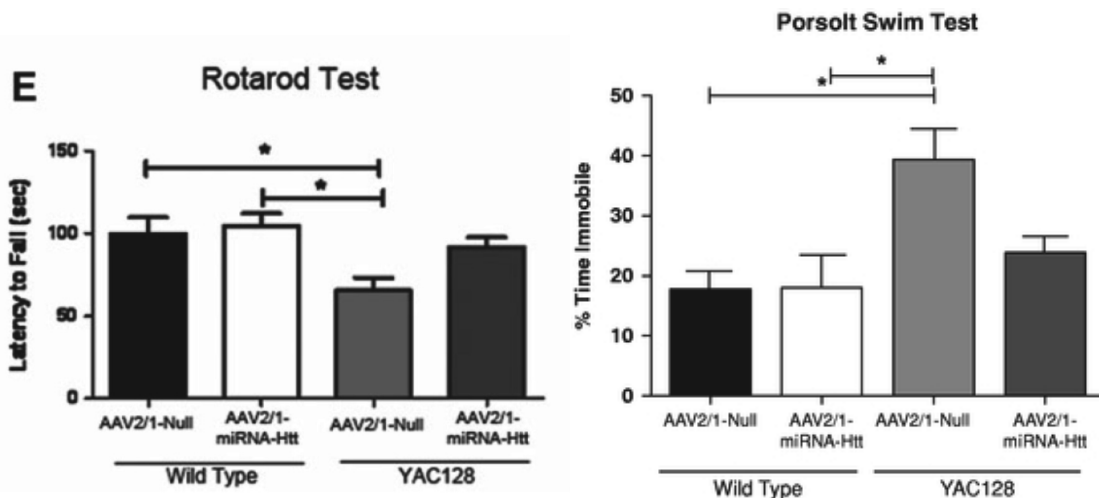 E
Rotarod Test
*
*
Latency to Fall (sec)
150
100
50
0
AAV2/1-Null
AAV2/1-
miRNA-Htt
AAV2/1-Null
AAV2/1-
miRNA-Htt
Wild Type
YAC128
Porsolt Swim Test
*
*
% Time Immobile
50
40
30
20
10
0
AAV2/1-Null
AAV2/1-
miRNA-Htt
AAV2/1-Null
AAV2/1-
miRNA-Htt
Wild Type
YAC128